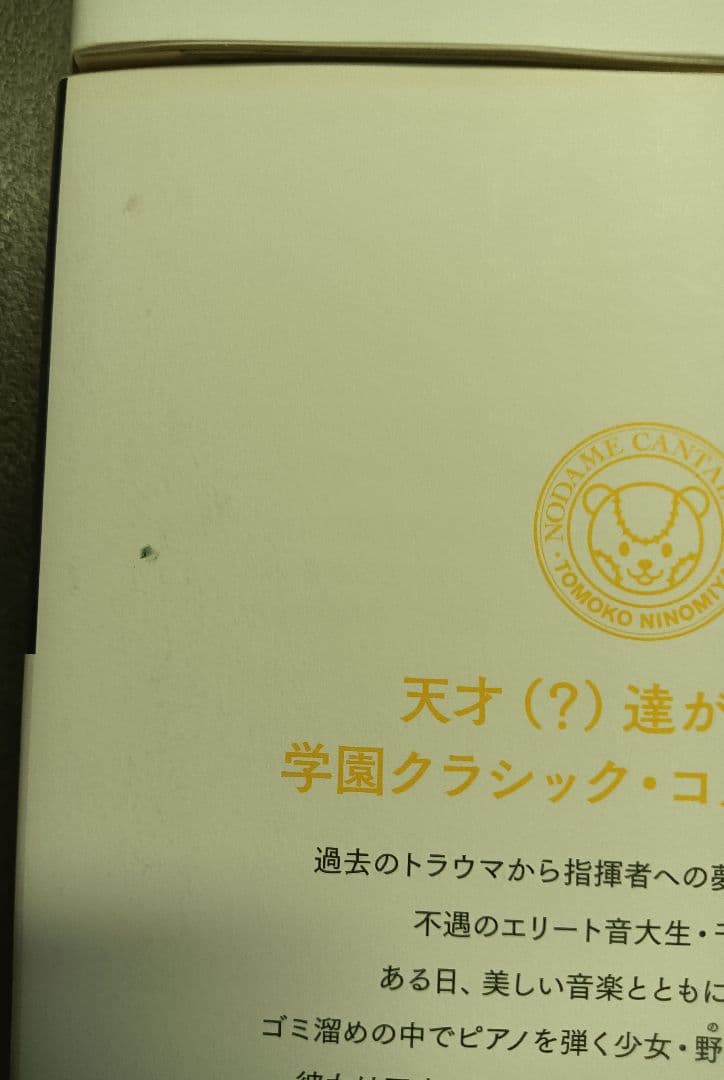 NODAME CANTA
TOMOKO NINOMIY
天才(?)達が
学園クラシック・コ
過去のトラウマから指揮者への夢
不遇のエリート音大生・千
ある日、美しい音楽とともに
ゴミ溜めの中でピアノを弾く少女・野